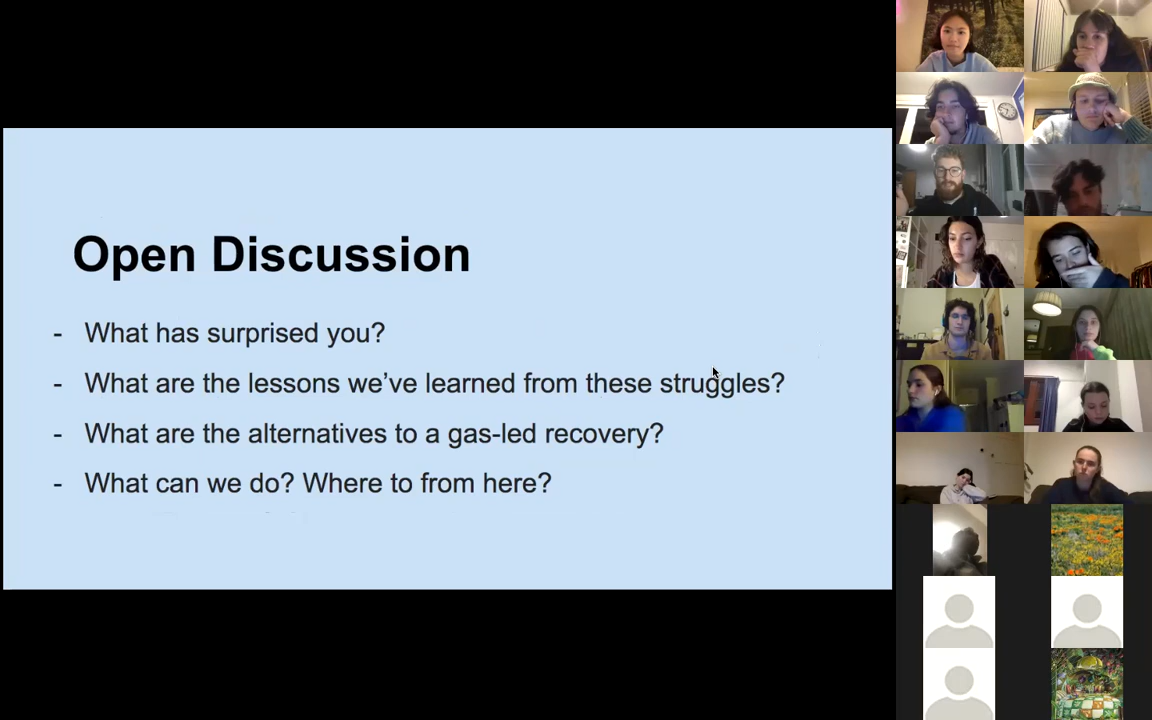 Open Discussion
- What has surprised you?
- What are the lessons we’ve learned from these struggles?
- What are the alternatives to a gas-led recovery?
- What can we do? Where to from here?